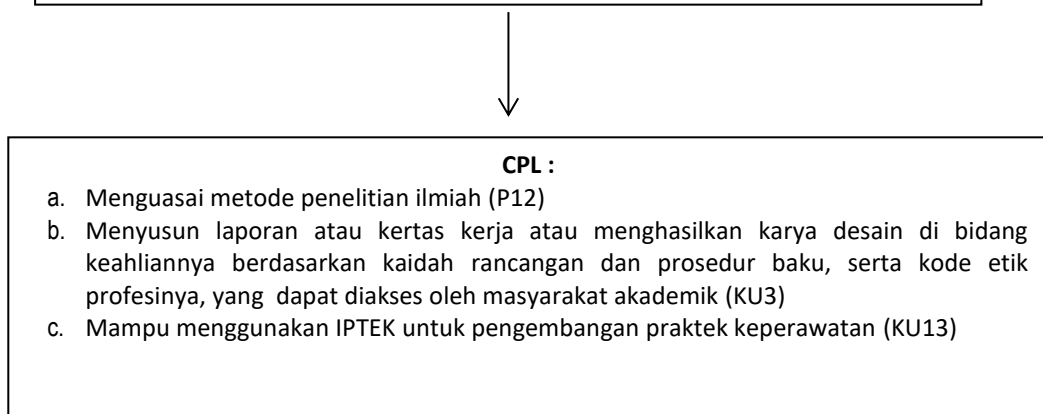 CPL :
a. Menguasai metode penelitian ilmiah (P12)
b. Menyusun laporan atau kertas kerja atau menghasilkan karya desain di bidang
keahliannya berdasarkan kaidah rancangan dan prosedur baku, serta kode etik
profesinya, yang dapat diakses oleh masyarakat akademik (KU3)
c. Mampu menggunakan IPTEK untuk pengembangan praktek keperawatan (KU13)